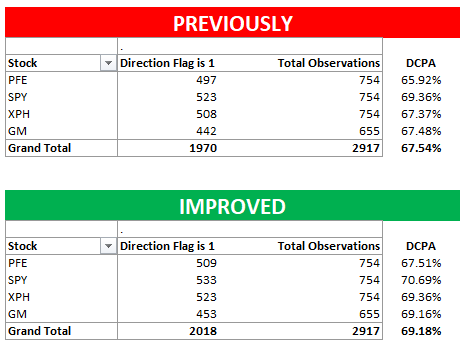 PREVIOUSLY
.
Stock Direction Flag is 1 Total Observations DCPA
PFE 497 754 65.92%
SPY 523 754 69.36%
XPH 508 754 67.37%
GM 442 655 67.48%
Grand Total 1970 2917 67.54%
IMPROVED
.
Stock Direction Flag is 1 Total Observations DCPA
PFE 509 754 67.51%
SPY 533 754 70.69%
XPH 523 754 69.36%
GM 453 655 69.16%
Grand Total 2018 2917 69.18%